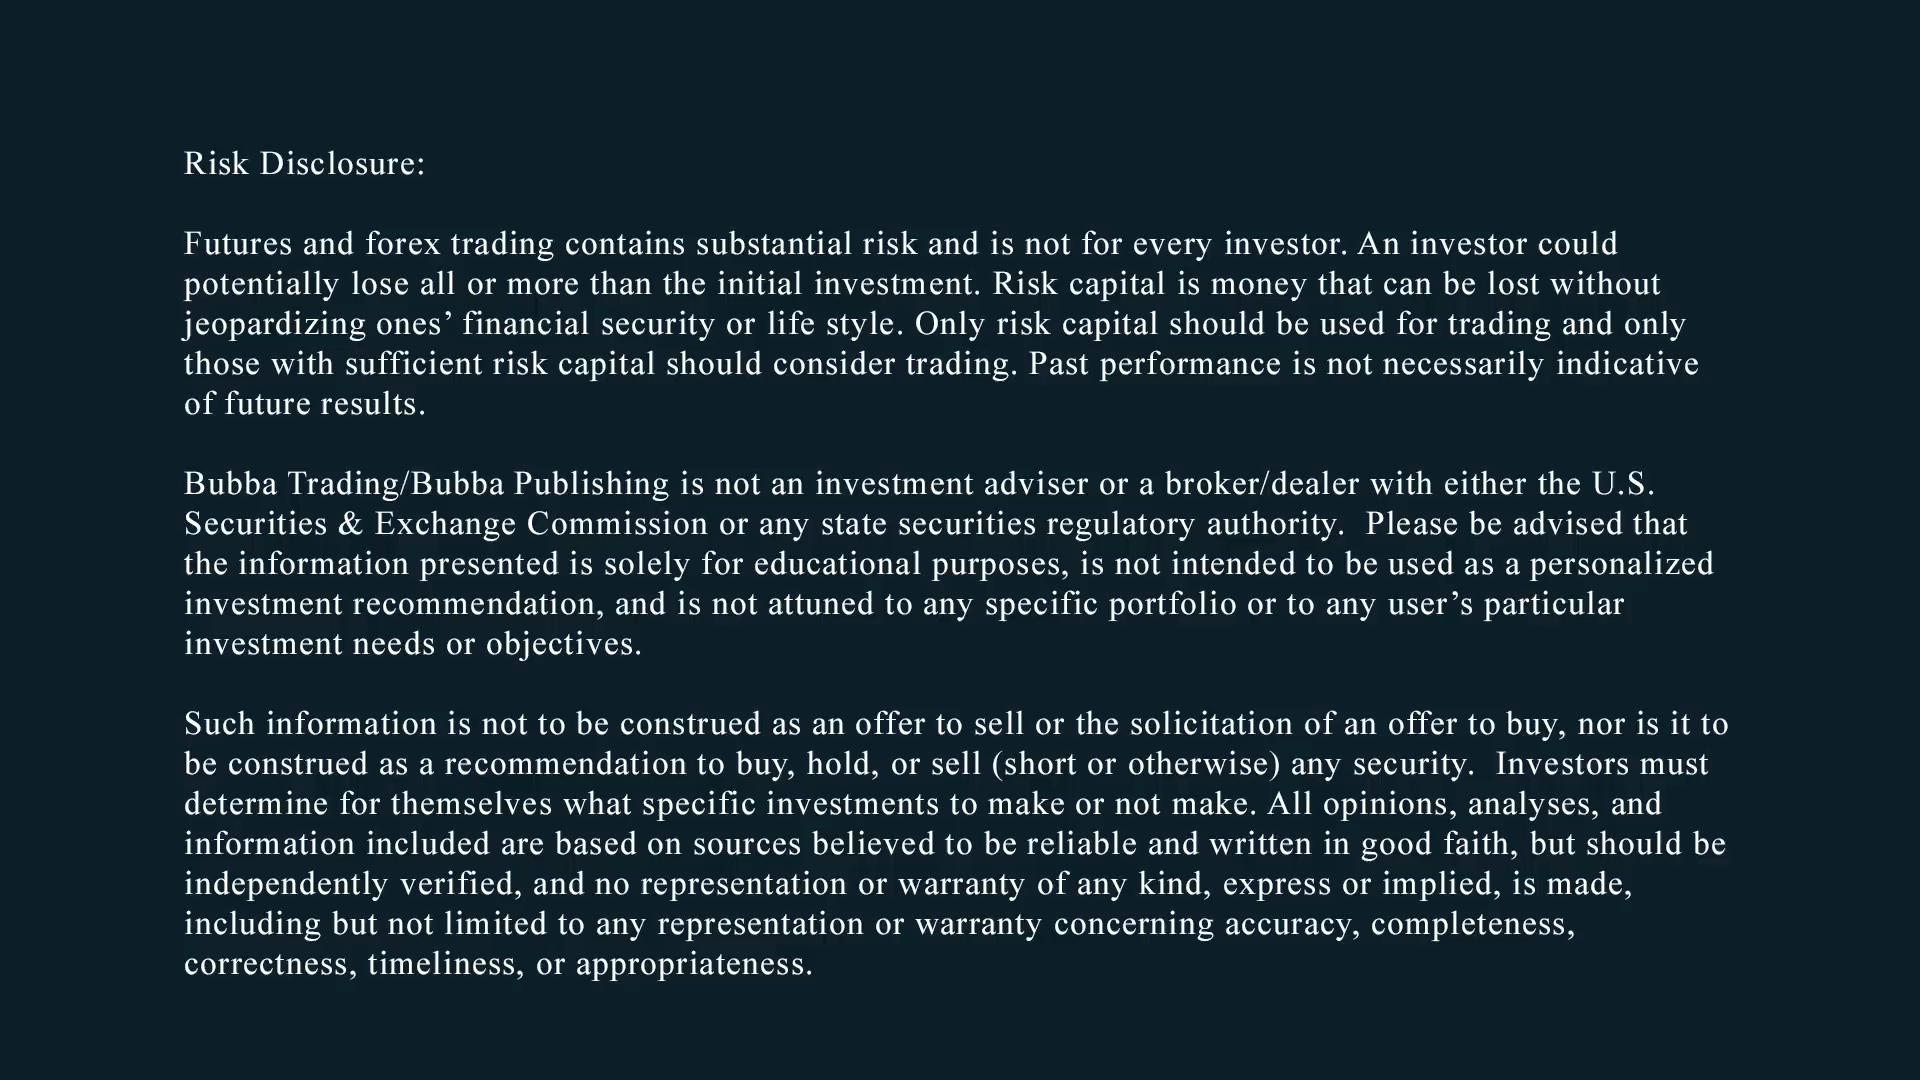 Risk Disclosure:
Futures and forex trading contains substantial risk and is not for every investor. An investor could
potentially lose all or more than the initial investment. Risk capital is money that can be lost without
jeopardizing ones’ financial security or life style. Only risk capital should be used for trading and only
those with sufficient risk capital should consider trading. Past performance is not necessarily indicative
of future results.
Bubba Trading/Bubba Publishing is not an investment adviser or a broker/dealer with either the U.S.
Securities & Exchange Commission or any state securities regulatory authority.  Please be advised that
the information presented is solely for educational purposes, is not intended to be used as a personalized
investment recommendation, and is not attuned to any specific portfolio or to any user’s particular
investment needs or objectives.
Such information is not to be construed as an offer to sell or the solicitation of an offer to buy, nor is it to
be construed as a recommendation to buy, hold, or sell (short or otherwise) any security.  Investors must
determine for themselves what specific investments to make or not make. All opinions, analyses, and
information included are based on sources believed to be reliable and written in good faith, but should be
independently verified, and no representation or warranty of any kind, express or implied, is made,
including but not limited to any representation or warranty concerning accuracy, completeness,
correctness, timeliness, or appropriateness.